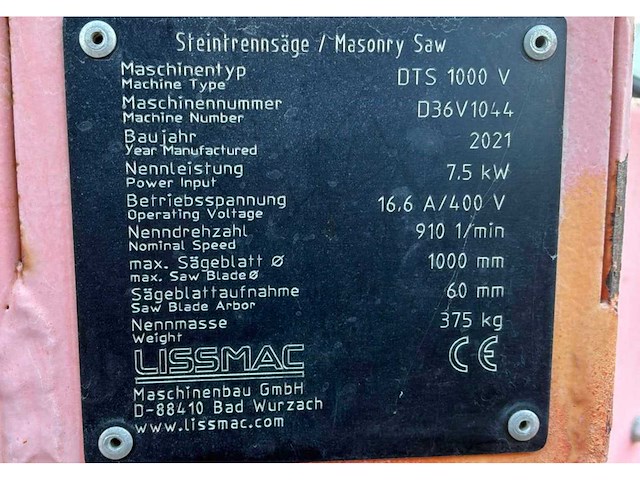 Steintrennsäge / Masonry Saw
Maschinentyp DTS 1000 V
Machine Type
Maschinennummer D36V1044
Machine Number
Baujahr 2021
Year Manufactured
Nennleistung 7.5 kW
Power Input
Betriebsspannung 16,6 A/400 V
Operating Voltage
Nenndrehzahl 910 1/min
Nominal Speed
max. Sägeblatt Ø 1000 mm
max. Saw Blade Ø
Sägeblattaufnahme 60 mm
Saw Blade Arbor
Nennmasse 375 kg
Weight
LISSMAC CE
Maschinenbau GmbH
D-88410 Bad Wurzach
www.lissmac.com